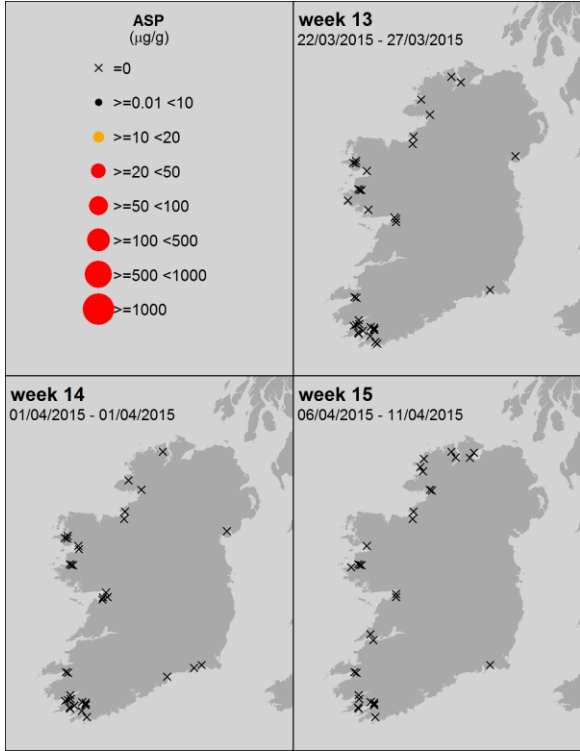 ASP
(µg/g)
=0
>=0.01 <10
>=10 <20
>=20 <50
>=50 <100
>=100 <500
>=500 <1000
>=1000
week 13
22/03/2015 - 27/03/2015
week 14
01/04/2015 - 01/04/2015
week 15
06/04/2015 - 11/04/2015